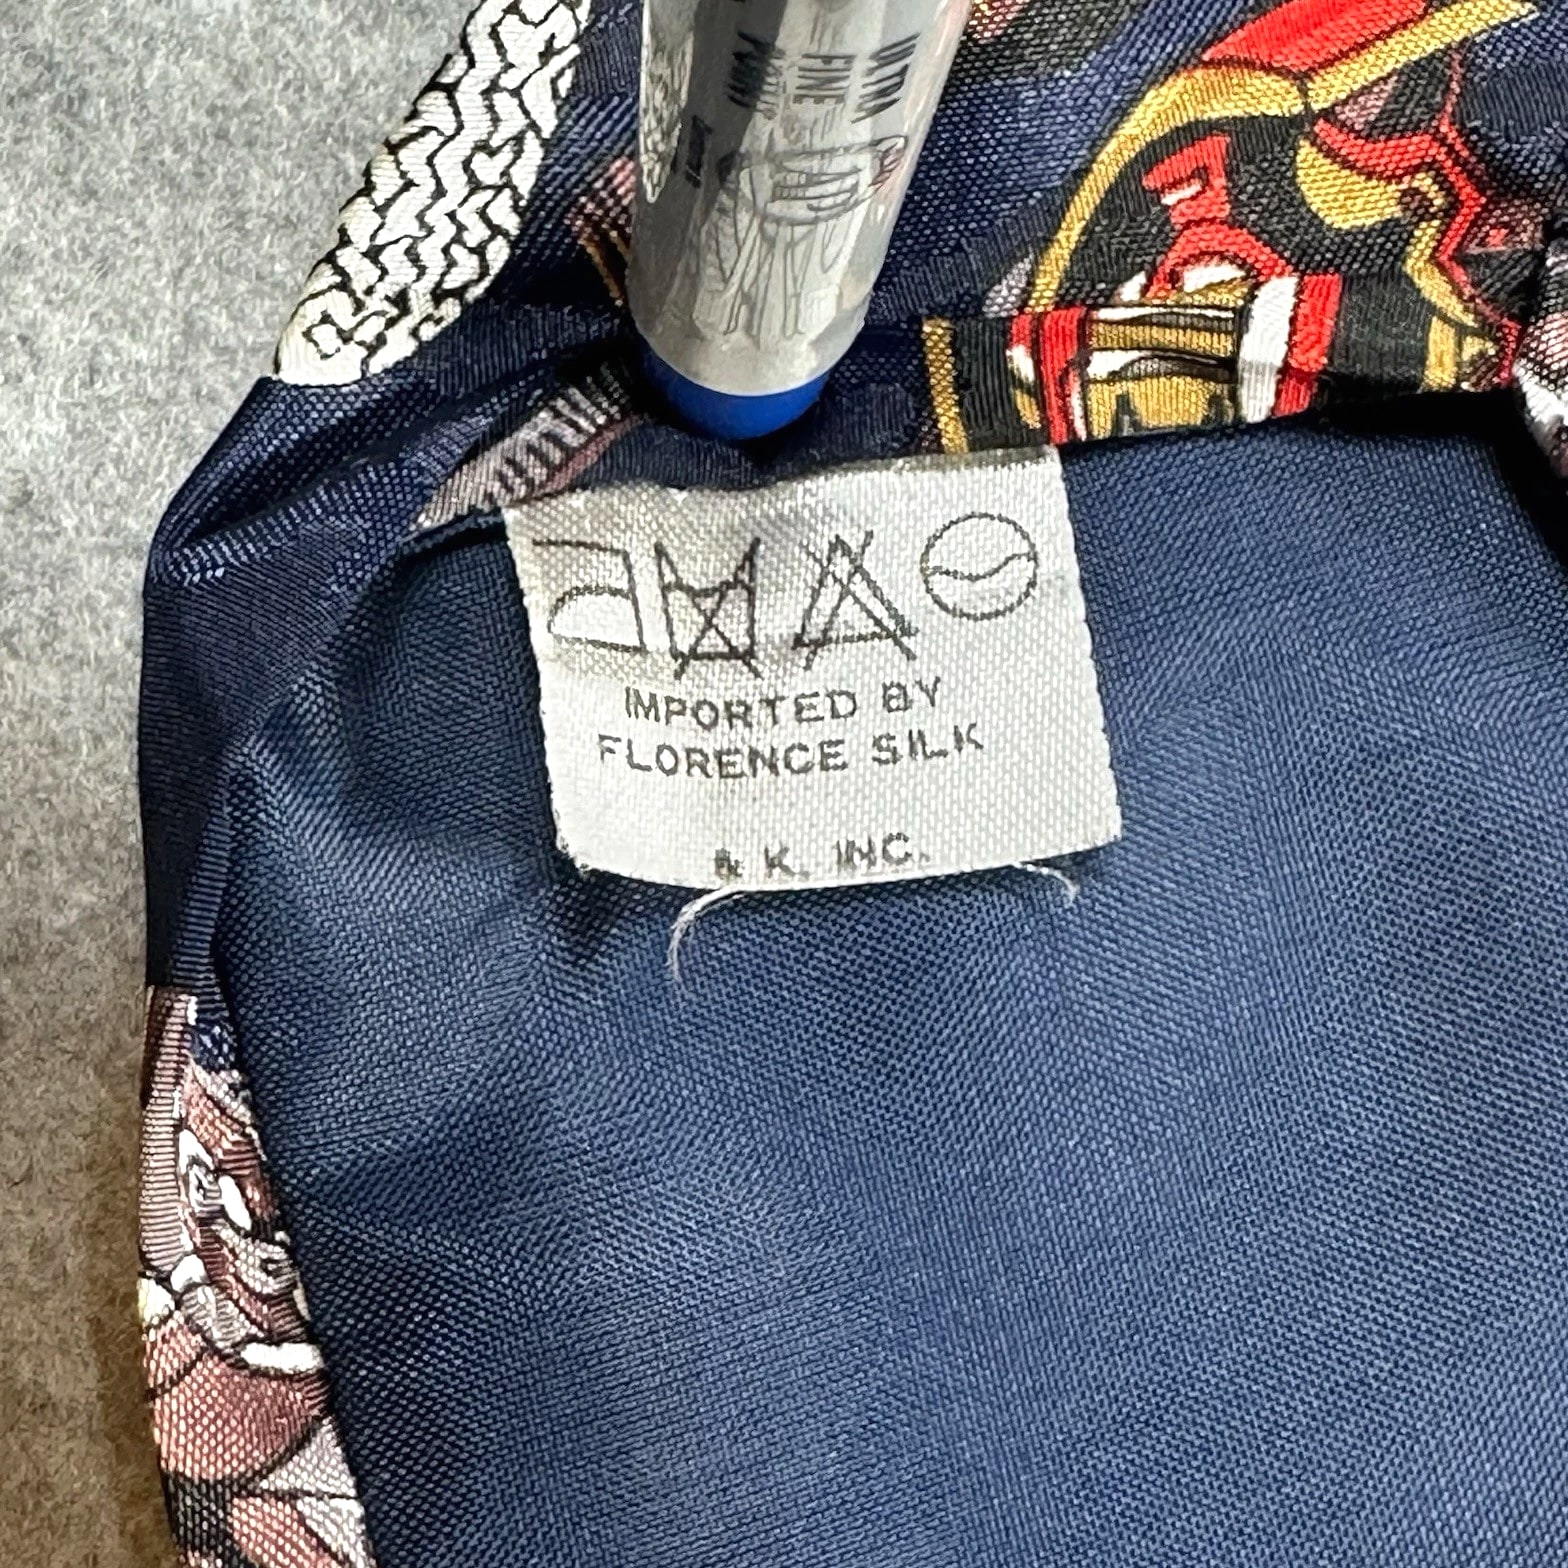 IMPORTED BY
FLORENCE SILK
& K. INC.